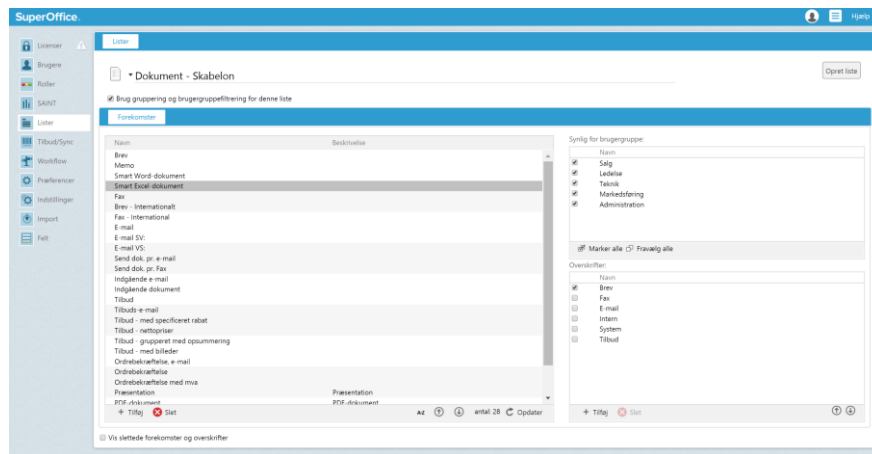 SuperOffice.
Hjælp
Licenser
Brugere
Roller
SAINT
Lister
Tilbud/Sync
Workflow
Præferencer
Indstillinger
Import
Felt
Lister
Dokument - Skabelon
Opret liste
Brug gruppering og brugergruppefiltrering for denne liste
Forekomster
Navn Beskrivelse
Brev
Memo
Smart Word-dokument
Smart Excel-dokument
Fax
Brev - Internationalt
Fax - International
E-mail
E-mail SV:
E-mail VS:
Send dok. pr. e-mail
Send dok. pr. Fax
Indgående e-mail
Indgående dokument
Tilbud
Tilbuds-e-mail
Tilbud - med specificeret rabat
Tilbud - nettopriser
Tilbud - grupperet med opsummering
Tilbud - med billeder
Ordrebekræftelse, e-mail
Ordrebekræftelse
Ordrebekræftelse med mva
Præsentation Præsentation
PDF-dokument PDF-dokument
+ Tilføj Slet AZ antal: 28 Opdater
Vis slettede forekomster og overskrifter
Synlig for brugergruppe:
Navn
Salg
Ledelse
Teknik
Markedsføring
Administration
Marker alle Fravælg alle
Overskrifter:
Navn
Brev
Fax
E-mail
Intern
System
Tilbud
+ Tilføj Slet